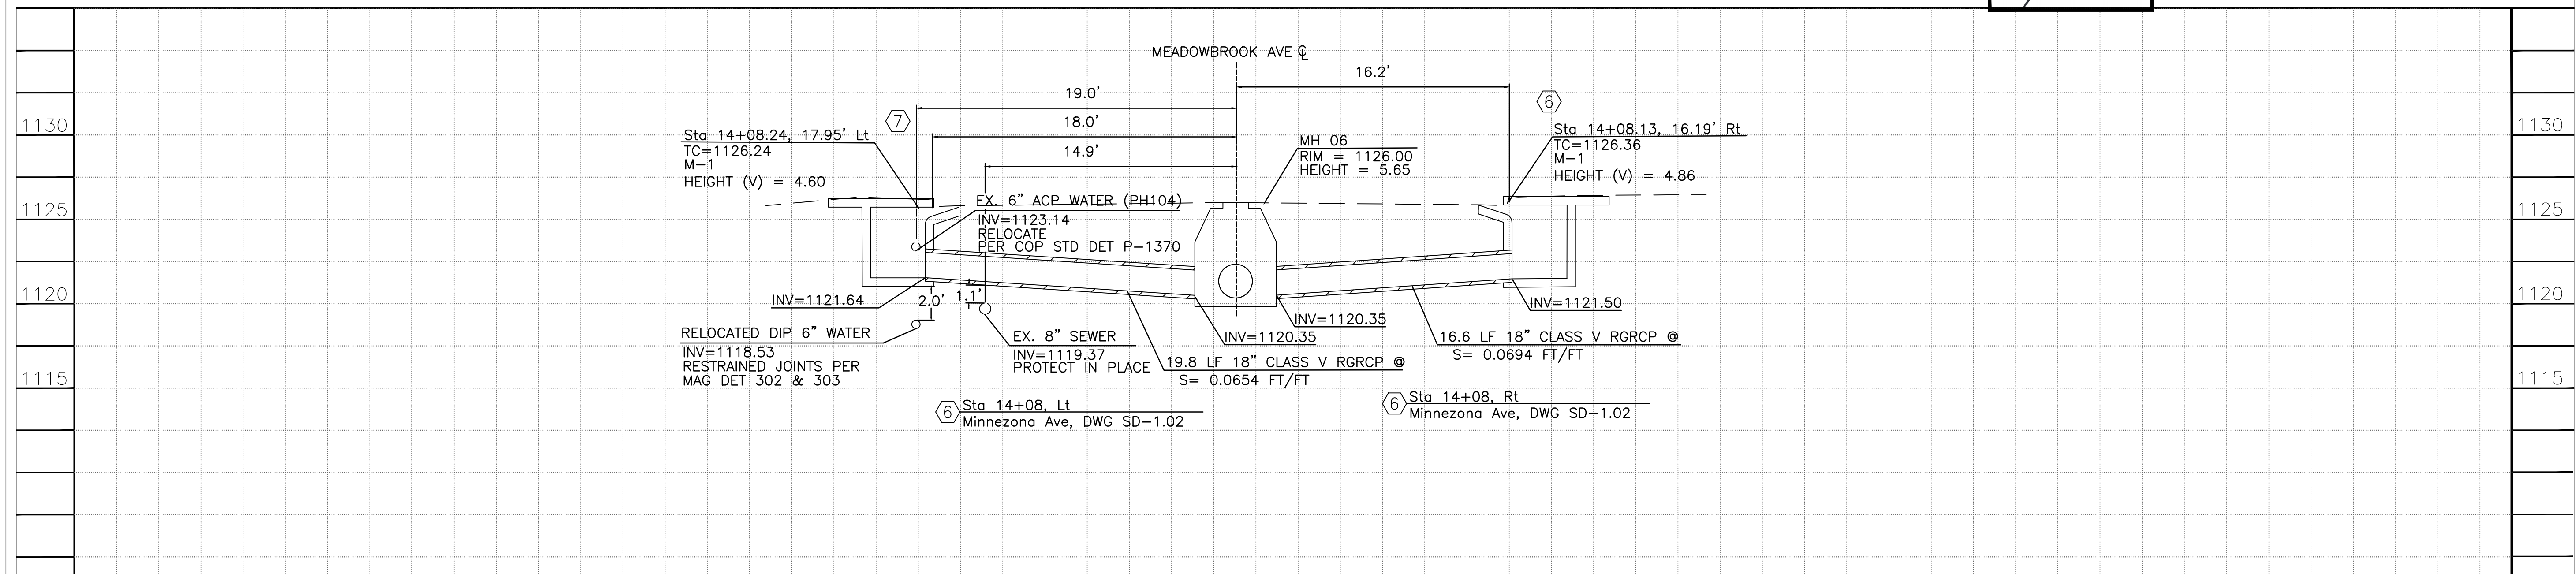 MEADOWBROOK AVE ℄
16.2'
19.0'
18.0'
14.9'
7
Sta 14+08.24, 17.95' Lt
TC=1126.24
M-1
HEIGHT (V) = 4.60
MH 06
RIM = 1126.00
HEIGHT = 5.65
6
Sta 14+08.13, 16.19' Rt
TC=1126.36
M-1
HEIGHT (V) = 4.86
EX. 6" ACP WATER (PH104)
INV=1123.14
RELOCATE
PER COP STD DET P-1370
INV=1121.64
2.0'
1.1'
INV=1120.35
INV=1120.35
INV=1121.50
RELOCATED DIP 6" WATER
INV=1118.53
RESTRAINED JOINTS PER
MAG DET 302 & 303
EX. 8" SEWER
INV=1119.37
PROTECT IN PLACE
19.8 LF 18" CLASS V RGRCP @
S= 0.0654 FT/FT
16.6 LF 18" CLASS V RGRCP @
S= 0.0694 FT/FT
6
Sta 14+08, Lt
Minnezona Ave, DWG SD-1.02
6
Sta 14+08, Rt
Minnezona Ave, DWG SD-1.02
1130
1125
1120
1115
1130
1125
1120
1115